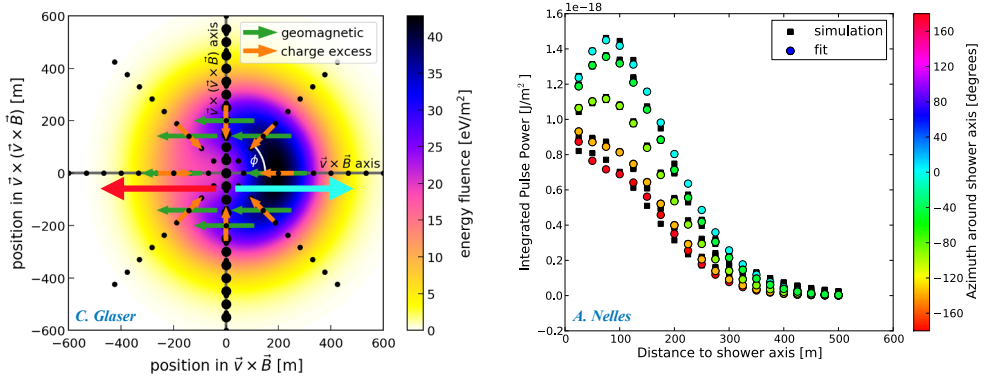 geomagnetic
charge excess
v⃗ × (v⃗ × B⃗) axis
ϕ
v⃗ × B⃗ axis
600
400
200
0
−200
−400
−600
−600 −400 −200 0 200 400 600
position in v⃗ × (v⃗ × B⃗) [m]
position in v⃗ × B⃗ [m]
C. Glaser
40
35
30
25
20
15
10
5
0
energy fluence [eV/m²]
1e−18
1.6
1.4
1.2
1.0
0.8
0.6
0.4
0.2
0.0
−0.2
0 100 200 300 400 500 600
Integrated Pulse Power [J/m²]
Distance to shower axis [m]
simulation
fit
A. Nelles
160
120
80
40
0
−40
−80
−120
−160
Azimuth around shower axis [degrees]